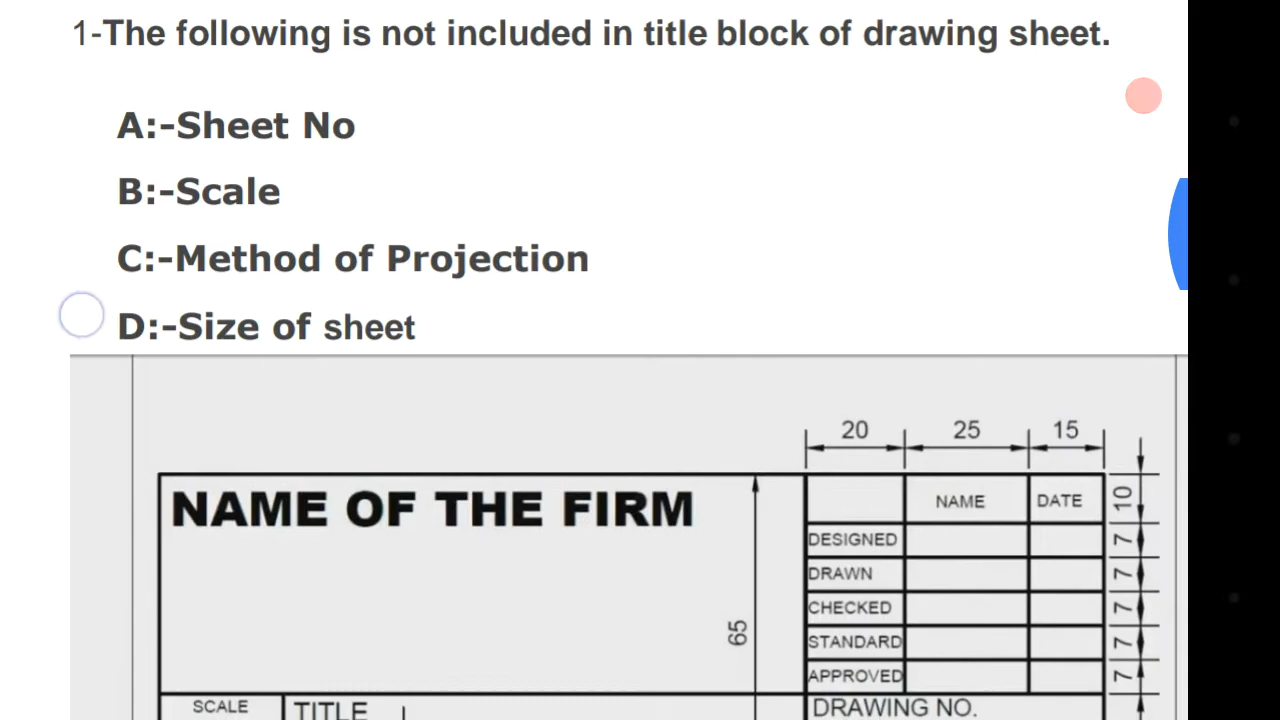 1-The following is not included in title block of drawing sheet.
A:-Sheet No
B:-Scale
C:-Method of Projection
D:-Size of sheet
20 25 15
NAME OF THE FIRM
NAME DATE 10
DESIGNED 7
DRAWN 7
CHECKED 7
65
STANDARD 7
APPROVED 7
SCALE TITLE DRAWING NO.